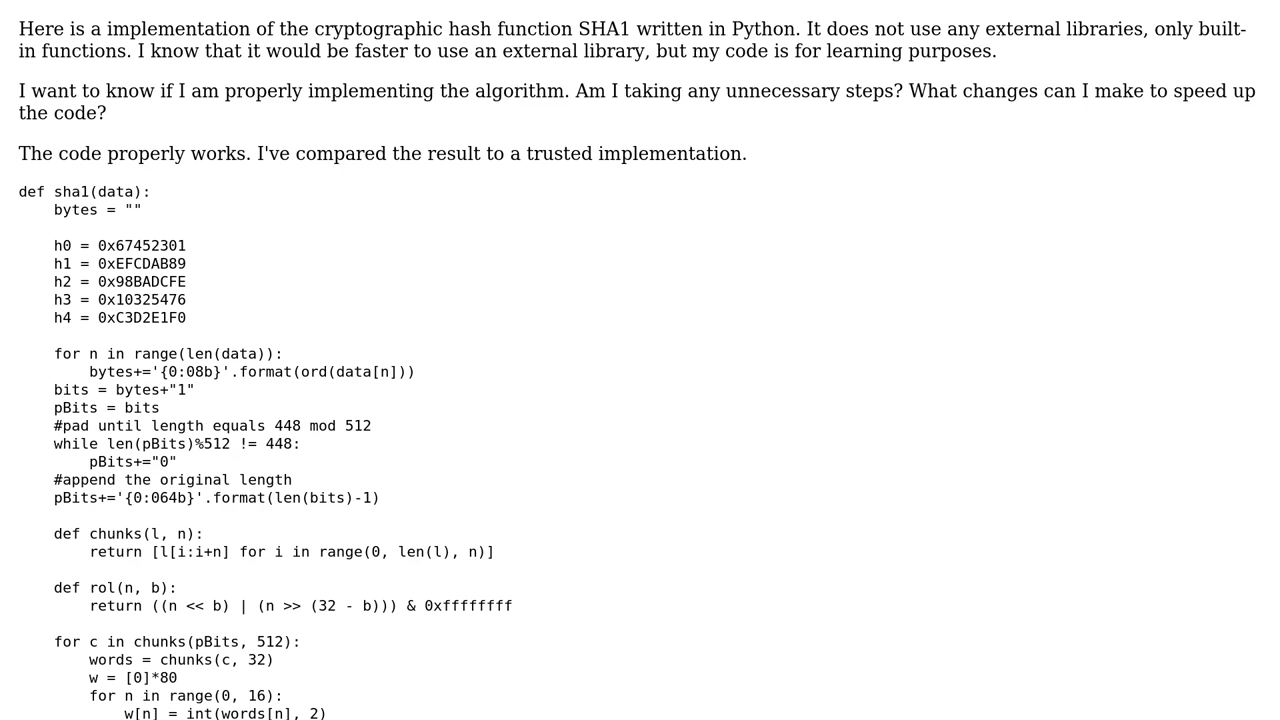 Here is a implementation of the cryptographic hash function SHA1 written in Python. It does not use any external libraries, only built-
in functions. I know that it would be faster to use an external library, but my code is for learning purposes.
I want to know if I am properly implementing the algorithm. Am I taking any unnecessary steps? What changes can I make to speed up
the code?
The code properly works. I've compared the result to a trusted implementation.
def sha1(data):
    bytes = ""

    h0 = 0x67452301
    h1 = 0xEFCDAB89
    h2 = 0x98BADCFE
    h3 = 0x10325476
    h4 = 0xC3D2E1F0

    for n in range(len(data)):
        bytes+='{0:08b}'.format(ord(data[n]))
    bits = bytes+"1"
    pBits = bits
    #pad until length equals 448 mod 512
    while len(pBits)%512 != 448:
        pBits+="0"
    #append the original length
    pBits+='{0:064b}'.format(len(bits)-1)

    def chunks(l, n):
        return [l[i:i+n] for i in range(0, len(l), n)]

    def rol(n, b):
        return ((n << b) | (n >> (32 - b))) & 0xffffffff

    for c in chunks(pBits, 512):
        words = chunks(c, 32)
        w = [0]*80
        for n in range(0, 16):
            w[n] = int(words[n], 2)